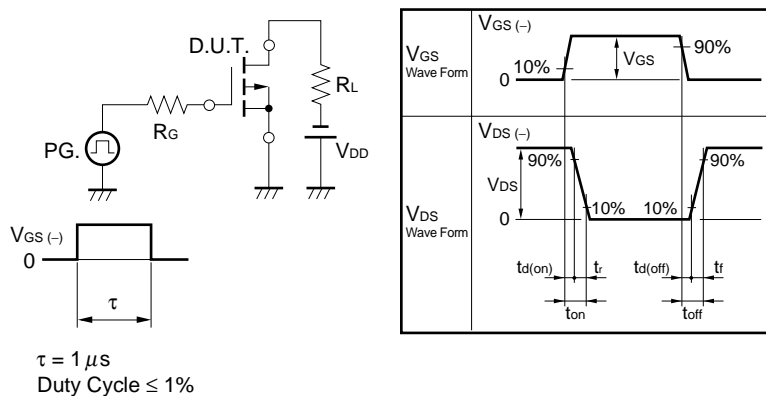 D.U.T.
RL
RG
PG.
VDD
VGS (−)
0
τ
τ = 1 μs
Duty Cycle ≤ 1%
VGS
Wave Form
VGS (−)
10%
VGS
90%
0
VDS
Wave Form
VDS (−)
90%
90%
VDS
10%
10%
0
td(on)
tr
td(off)
tf
ton
toff